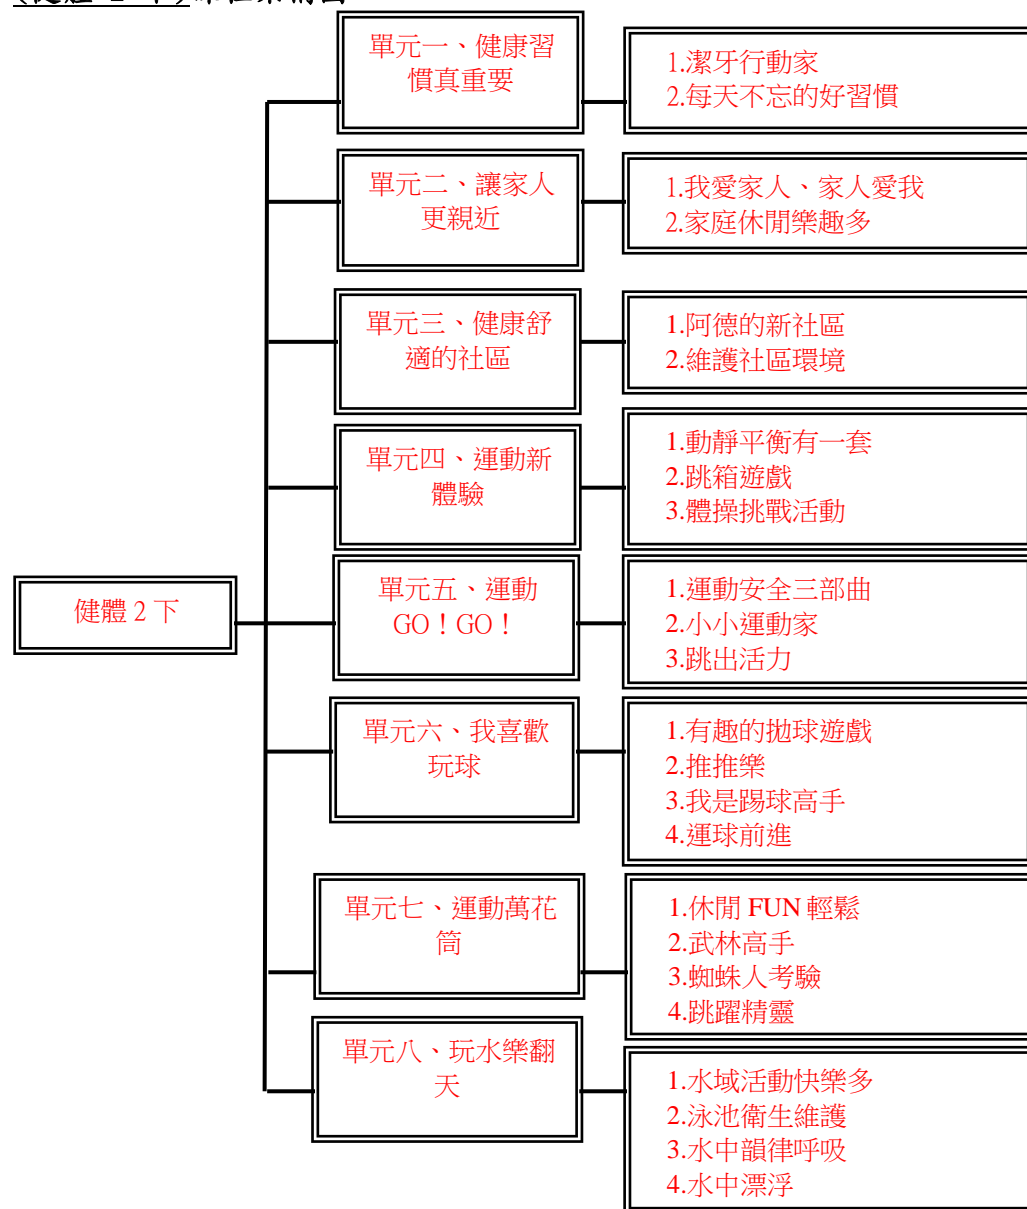 單元一、健康習
慣真重要
1.潔牙行動家
2.每天不忘的好習慣
單元二、讓家人
更親近
1.我愛家人、家人愛我
2.家庭休閒樂趣多
單元三、健康舒
適的社區
1.阿德的新社區
2.維護社區環境
單元四、運動新
體驗
1.動靜平衡有一套
2.跳箱遊戲
3.體操挑戰活動
健體 2 下
單元五、運動
GO！GO！
1.運動安全三部曲
2.小小運動家
3.跳出活力
單元六、我喜歡
玩球
1.有趣的拋球遊戲
2.推推樂
3.我是踢球高手
4.運球前進
單元七、運動萬花
筒
1.休閒 FUN 輕鬆
2.武林高手
3.蜘蛛人考驗
4.跳躍精靈
單元八、玩水樂翻
天
1.水域活動快樂多
2.泳池衛生維護
3.水中韻律呼吸
4.水中漂浮